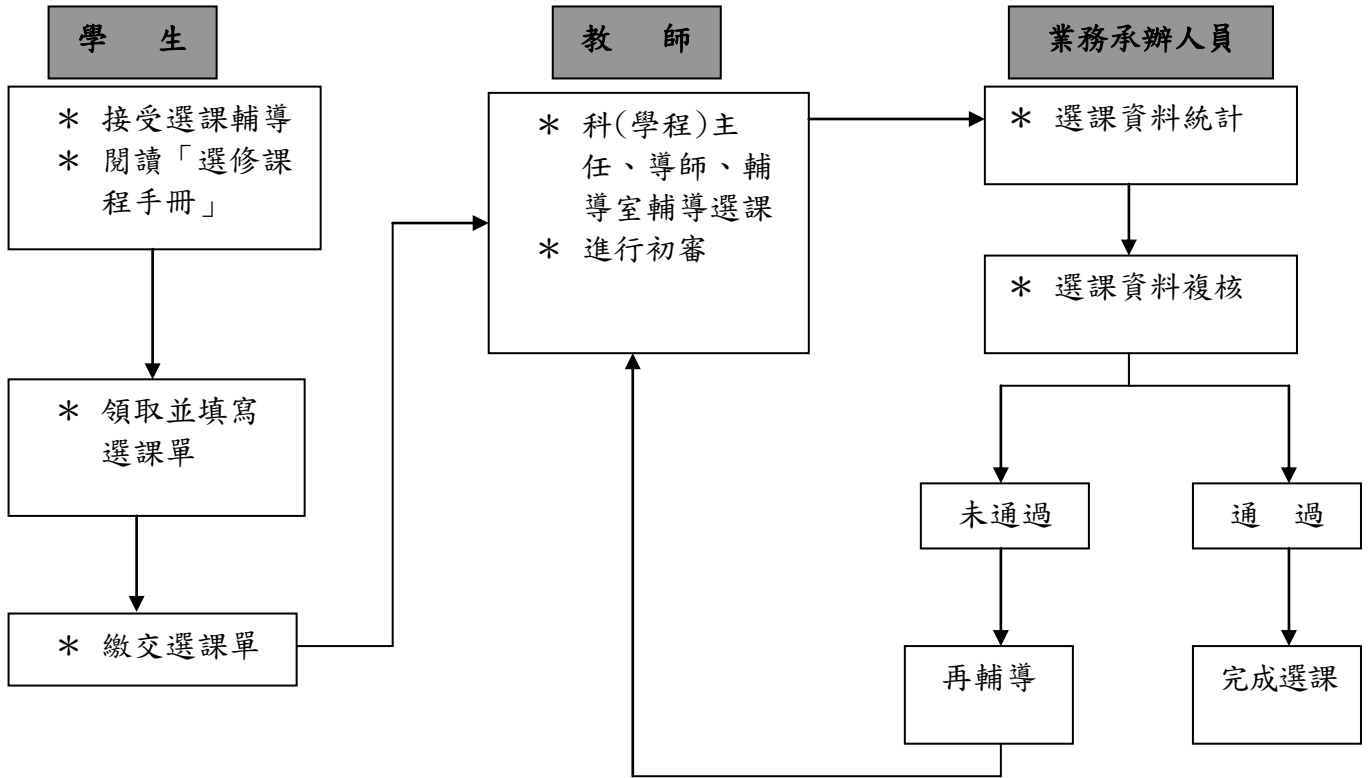 學 生
＊ 接受選課輔導
＊ 閱讀「選修課
程手冊」
＊ 領取並填寫
選課單
＊ 繳交選課單
教 師
＊ 科(學程)主
任、導師、輔
導室輔導選課
＊ 進行初審
業務承辦人員
＊ 選課資料統計
＊ 選課資料複核
未通過
通 過
再輔導
完成選課